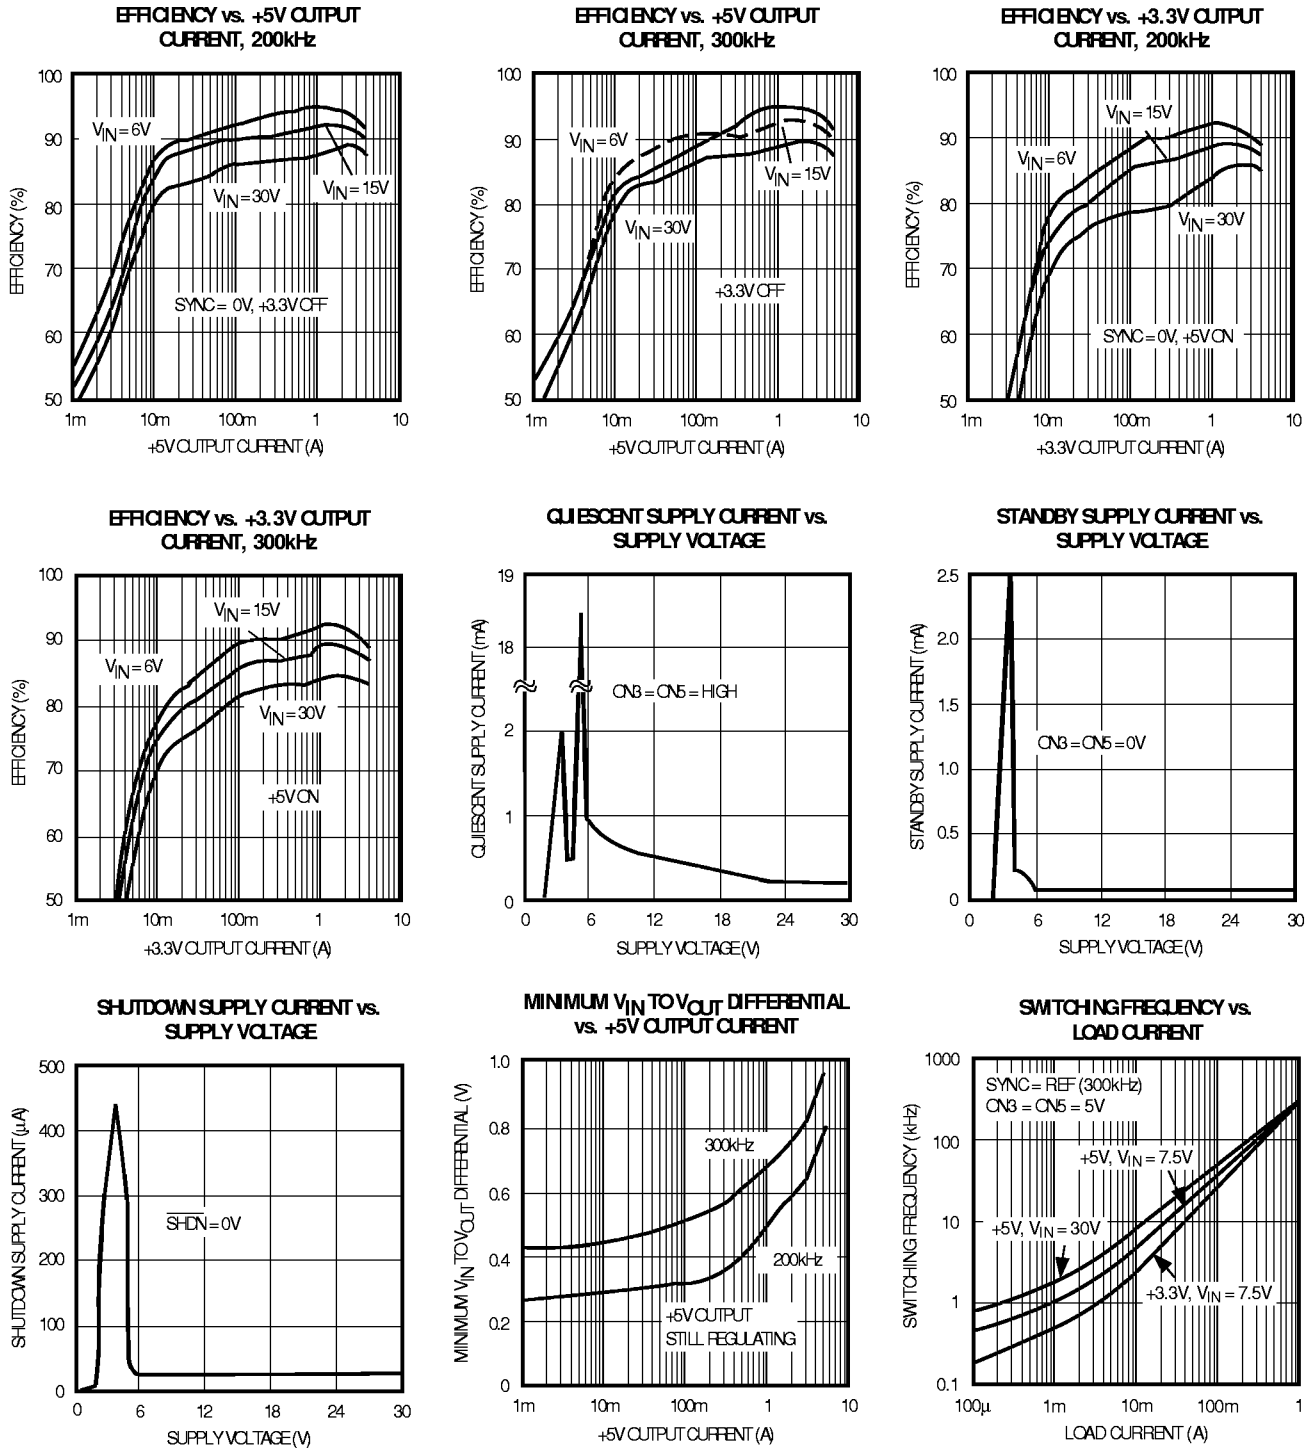 EFFICIENCY vs. +5V OUTPUT
CURRENT, 200kHz
100
90
80
70
60
50
EFFICIENCY (%)
VIN = 6V
VIN = 15V
VIN = 30V
SYNC = 0V, +3.3V OFF
1m 10m 100m 1 10
+5V OUTPUT CURRENT (A)
EFFICIENCY vs. +5V OUTPUT
CURRENT, 300kHz
100
90
80
70
60
50
EFFICIENCY (%)
VIN = 6V
VIN = 15V
VIN = 30V
+3.3V OFF
1m 10m 100m 1 10
+5V OUTPUT CURRENT (A)
EFFICIENCY vs. +3.3V OUTPUT
CURRENT, 200kHz
100
90
80
70
60
50
EFFICIENCY (%)
VIN = 15V
VIN = 6V
VIN = 30V
SYNC = 0V, +5V ON
1m 10m 100m 1 10
+3.3V OUTPUT CURRENT (A)
EFFICIENCY vs. +3.3V OUTPUT
CURRENT, 300kHz
100
90
80
70
60
50
EFFICIENCY (%)
VIN = 15V
VIN = 6V
VIN = 30V
+5V ON
1m 10m 100m 1 10
+3.3V OUTPUT CURRENT (A)
QUIESCENT SUPPLY CURRENT vs.
SUPPLY VOLTAGE
19
18
2
1
0
QUIESCENT SUPPLY CURRENT (mA)
ON3 = ON5 = HIGH
0 6 12 18 24 30
SUPPLY VOLTAGE (V)
STANDBY SUPPLY CURRENT vs.
SUPPLY VOLTAGE
2.5
2.0
1.5
1.0
0.5
0
STANDBY SUPPLY CURRENT (mA)
ON3 = ON5 = 0V
0 6 12 18 24 30
SUPPLY VOLTAGE (V)
SHUTDOWN SUPPLY CURRENT vs.
SUPPLY VOLTAGE
500
400
300
200
100
0
SHUTDOWN SUPPLY CURRENT (µA)
SHDN = 0V
0 6 12 18 24 30
SUPPLY VOLTAGE (V)
MINIMUM VIN TO VOUT DIFFERENTIAL
vs. +5V OUTPUT CURRENT
1.0
0.8
0.6
0.4
0.2
0
MINIMUM VIN TO VOUT DIFFERENTIAL (V)
300kHz
200kHz
+5V OUTPUT
STILL REGULATING
1m 10m 100m 1 10
+5V OUTPUT CURRENT (A)
SWITCHING FREQUENCY vs.
LOAD CURRENT
1000
100
10
1
0.1
SWITCHING FREQUENCY (kHz)
SYNC = REF (300kHz)
ON3 = ON5 = 5V
+5V, VIN = 7.5V
+5V, VIN = 30V
+3.3V, VIN = 7.5V
100µ 1m 10m 100m 1
LOAD CURRENT (A)